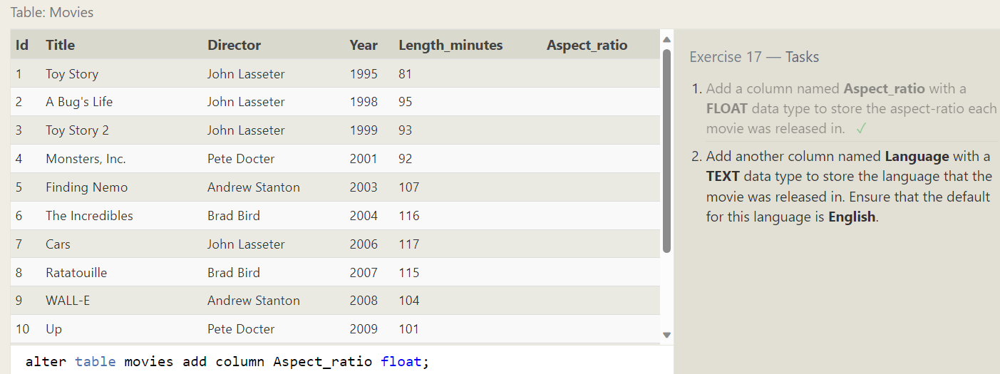 Table: Movies
Id Title Director Year Length_minutes Aspect_ratio
1 Toy Story John Lasseter 1995 81
2 A Bug's Life John Lasseter 1998 95
3 Toy Story 2 John Lasseter 1999 93
4 Monsters, Inc. Pete Docter 2001 92
5 Finding Nemo Andrew Stanton 2003 107
6 The Incredibles Brad Bird 2004 116
7 Cars John Lasseter 2006 117
8 Ratatouille Brad Bird 2007 115
9 WALL-E Andrew Stanton 2008 104
10 Up Pete Docter 2009 101
alter table movies add column Aspect_ratio float;
Exercise 17 — Tasks
1. Add a column named Aspect_ratio with a
FLOAT data type to store the aspect-ratio each
movie was released in. ✓
2. Add another column named Language with a
TEXT data type to store the language that the
movie was released in. Ensure that the default
for this language is English.